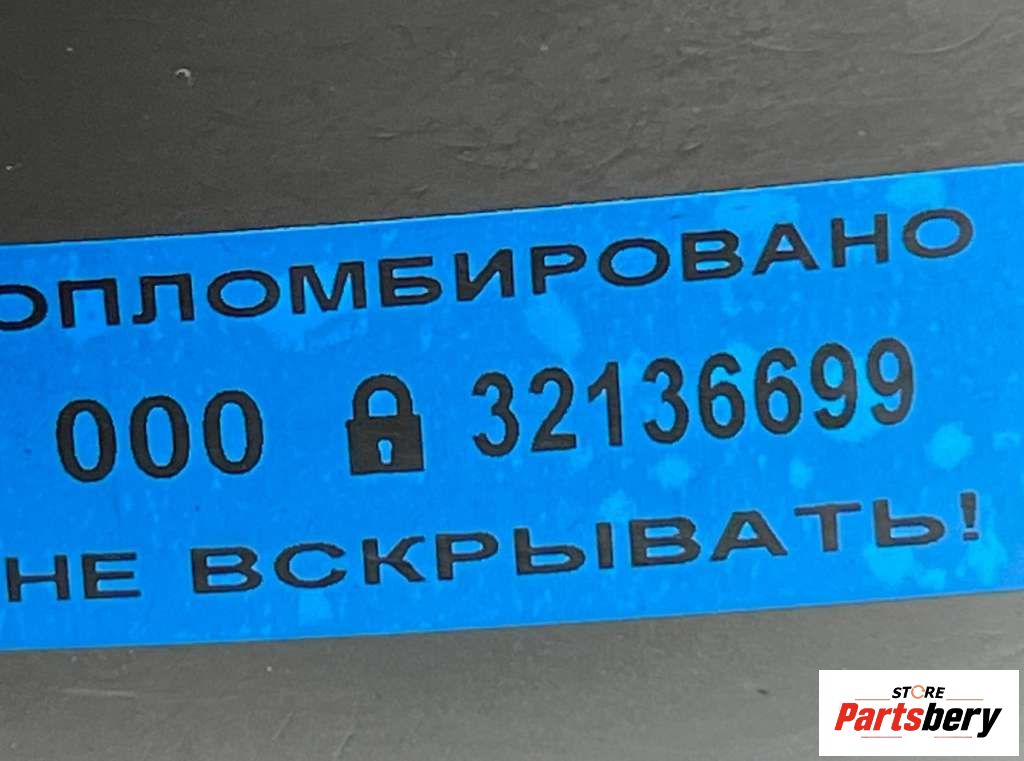 ОПЛОМБИРОВАНО
000 32136699
НЕ ВСКРЫВАТЬ!
STORE
Partsbery